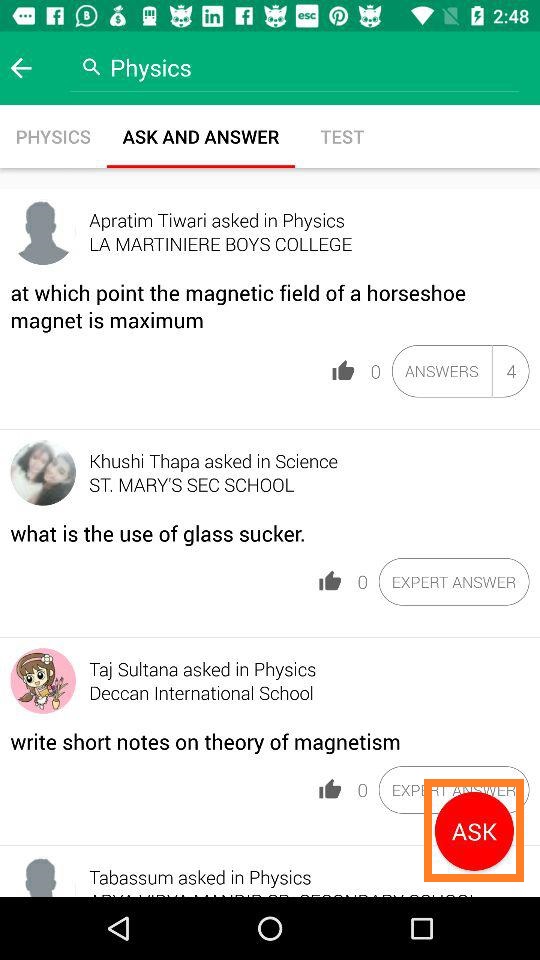 esc 2:48
Physics
PHYSICS ASK AND ANSWER TEST
Apratim Tiwari asked in Physics
LA MARTINIERE BOYS COLLEGE
at which point the magnetic field of a horseshoe
magnet is maximum
0 ANSWERS 4
Khushi Thapa asked in Science
ST. MARY'S SEC SCHOOL
what is the use of glass sucker.
0 EXPERT ANSWER
Taj Sultana asked in Physics
Deccan International School
write short notes on theory of magnetism
0 EXPERT ANSWER
ASK
Tabassum asked in Physics